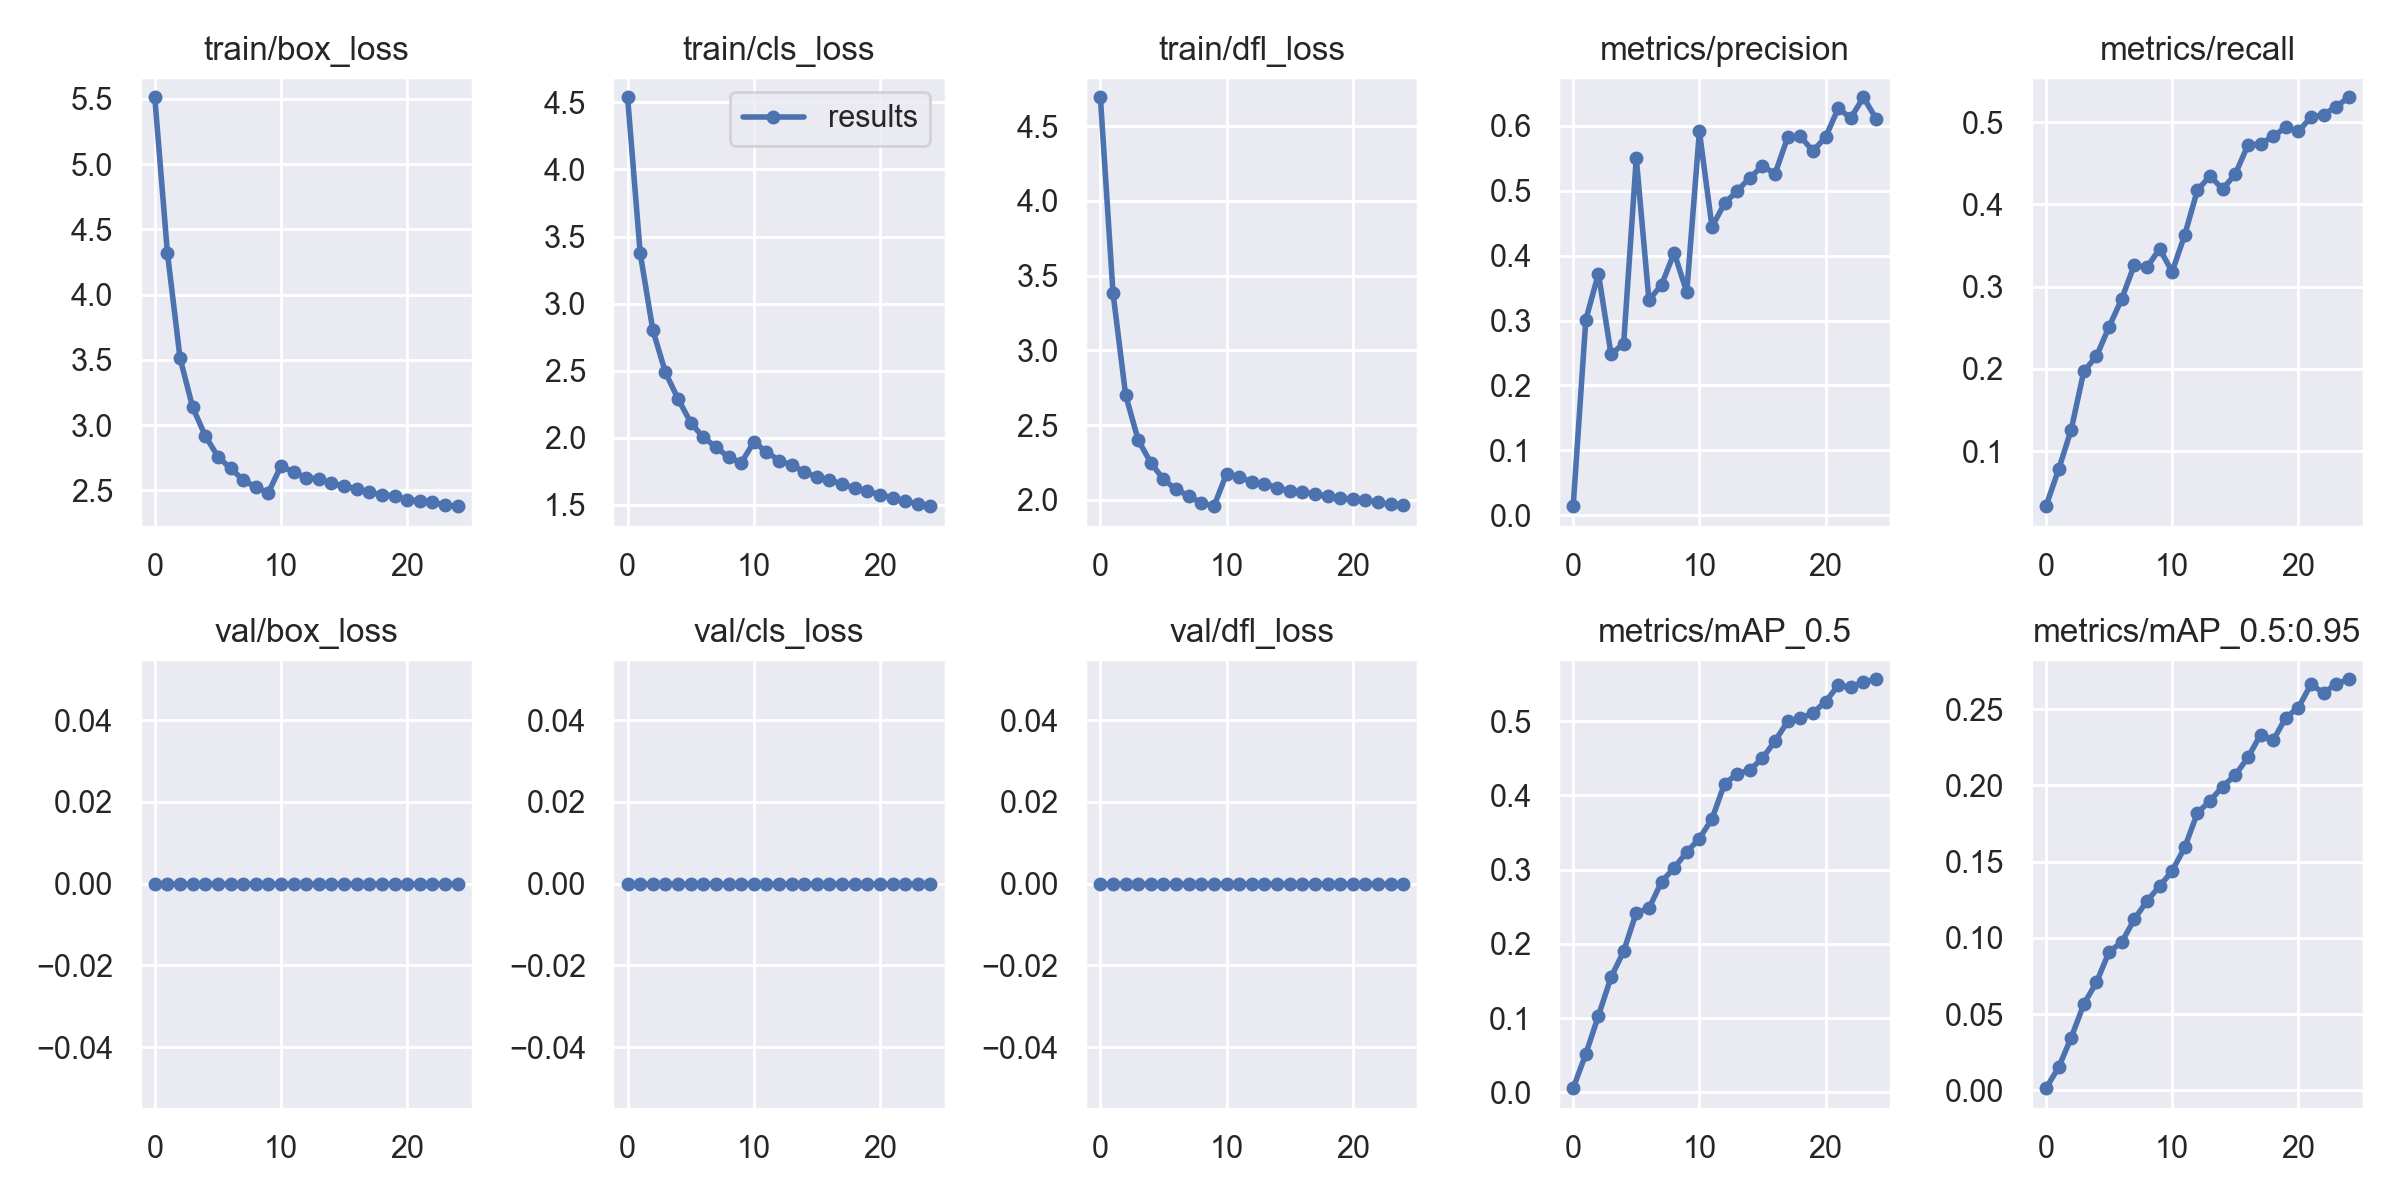 train/box_loss
5.5
5.0
4.5
4.0
3.5
3.0
2.5
0 10 20
train/cls_loss
results
4.5
4.0
3.5
3.0
2.5
2.0
1.5
0 10 20
train/dfl_loss
4.5
4.0
3.5
3.0
2.5
2.0
0 10 20
metrics/precision
0.6
0.5
0.4
0.3
0.2
0.1
0.0
0 10 20
metrics/recall
0.5
0.4
0.3
0.2
0.1
0 10 20
val/box_loss
0.04
0.02
0.00
−0.02
−0.04
0 10 20
val/cls_loss
0.04
0.02
0.00
−0.02
−0.04
0 10 20
val/dfl_loss
0.04
0.02
0.00
−0.02
−0.04
0 10 20
metrics/mAP_0.5
0.5
0.4
0.3
0.2
0.1
0.0
0 10 20
metrics/mAP_0.5:0.95
0.25
0.20
0.15
0.10
0.05
0.00
0 10 20